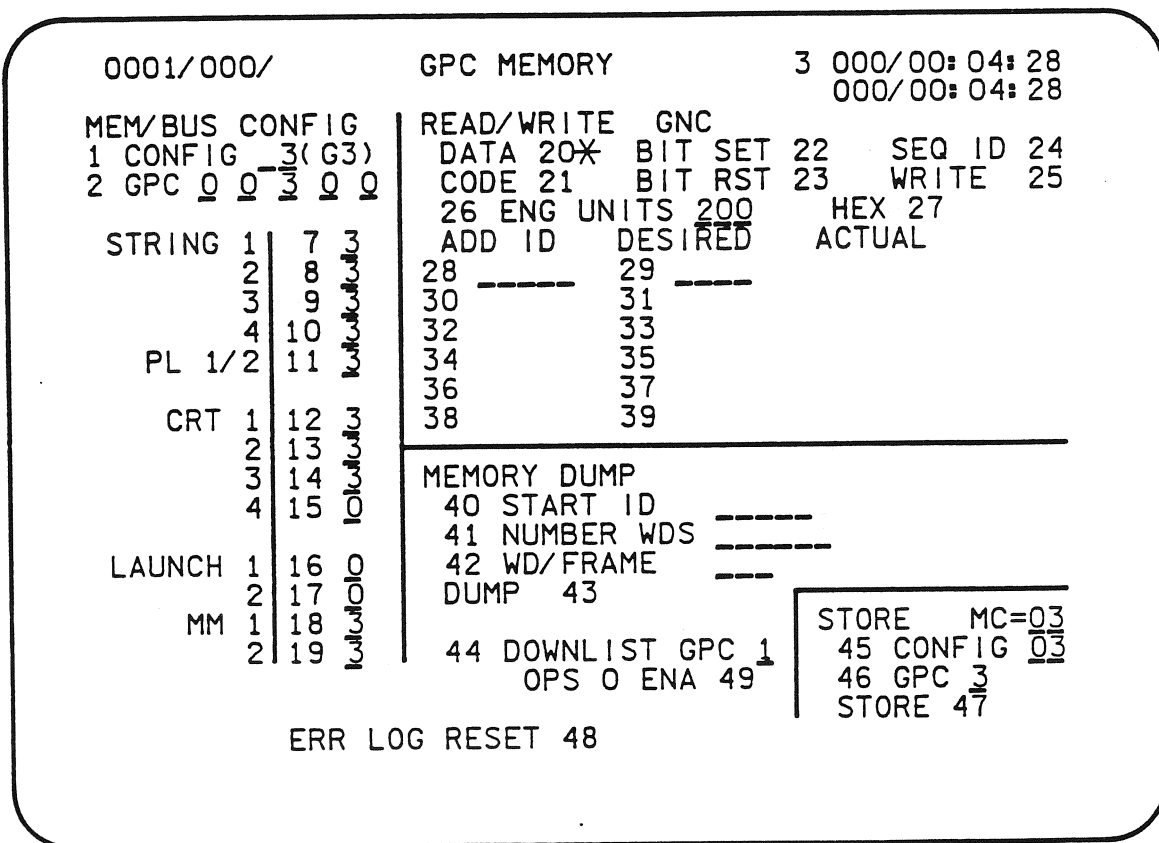 0001/000/ GPC MEMORY 3 000/00:04:28
000/00:04:28
MEM/BUS CONFIG
1 CONFIG _3(G3)
2 GPC 0 0 3 0 0
STRING 1 7 3
2 8 3
3 9 3
4 10 3
PL 1/2 11 3
CRT 1 12 3
2 13 3
3 14 3
4 15 0
LAUNCH 1 16 0
2 17 0
MM 1 18 3
2 19 3
READ/WRITE GNC
DATA 20* BIT SET 22 SEQ ID 24
CODE 21 BIT RST 23 WRITE 25
26 ENG UNITS 200 HEX 27
ADD ID DESIRED ACTUAL
28 _____ 29 ____
30 31
32 33
34 35
36 37
38 39
MEMORY DUMP
40 START ID _____
41 NUMBER WDS ______
42 WD/FRAME ___
DUMP 43
44 DOWNLIST GPC 1
OPS 0 ENA 49
STORE MC=03
45 CONFIG 03
46 GPC 3
STORE 47
ERR LOG RESET 48